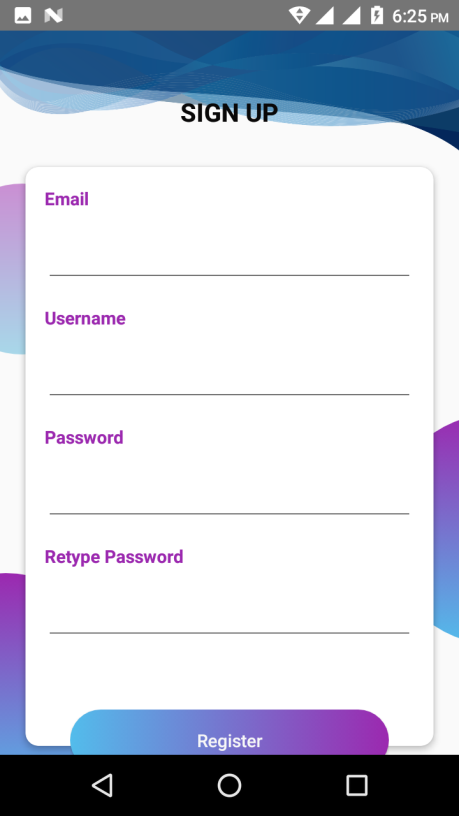 6:25 PM
SIGN UP
Email
Username
Password
Retype Password
Register